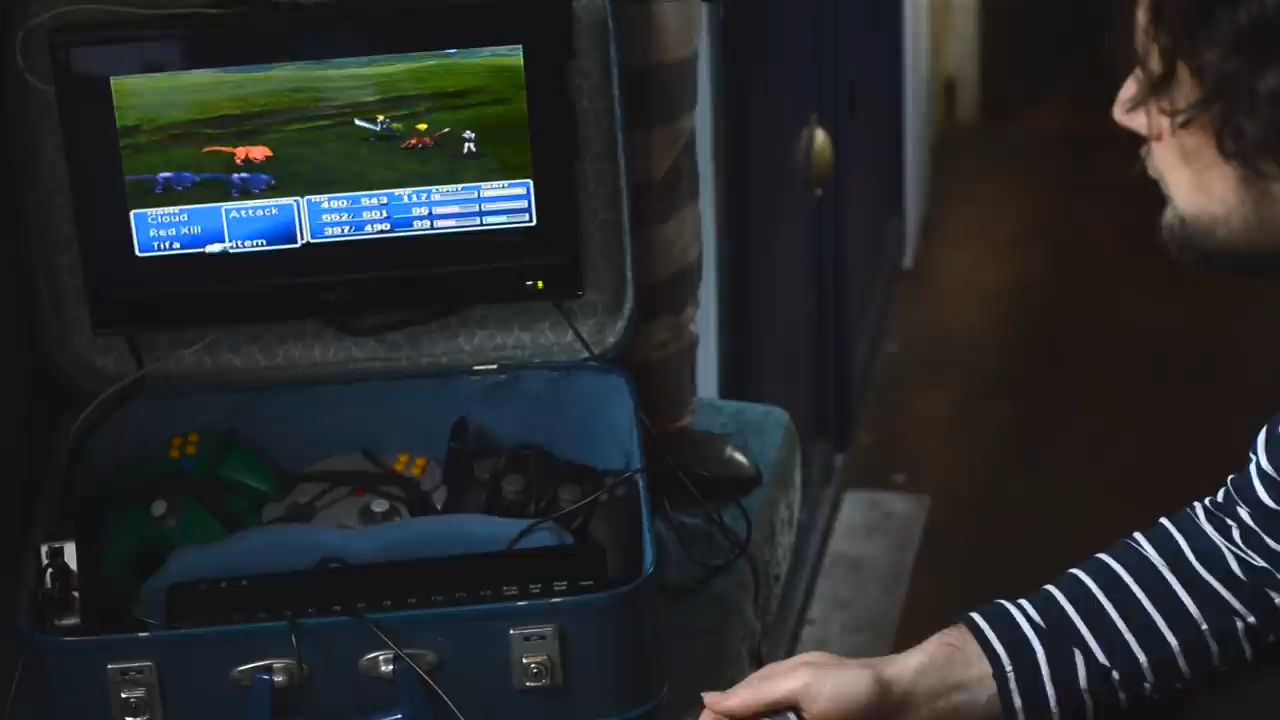 NAME
Cloud
Red XIII
Tifa
Attack
Item
HP MP LIMIT WAIT
480/ 543 117
552/ 601 96
397/ 490 99